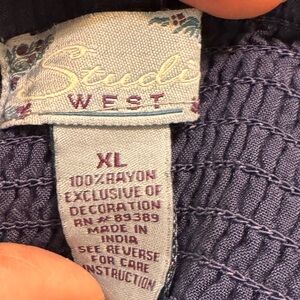 Studi
WEST
XL
100% RAYON
EXCLUSIVE OF
DECORATION
RN # 89389
MADE IN
INDIA
SEE REVERSE
FOR CARE
INSTRUCTION